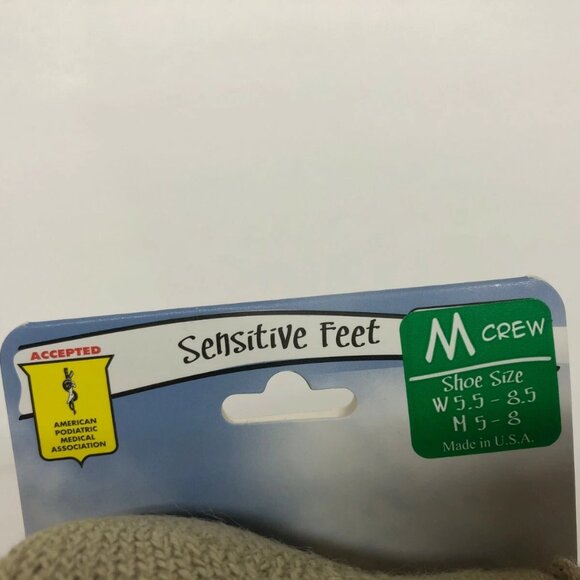 Sensitive Feet
ACCEPTED
AMERICAN
PODIATRIC
MEDICAL
ASSOCIATION
M CREW
Shoe Size
W 5.5 - 8.5
M 5 - 8
Made in U.S.A.